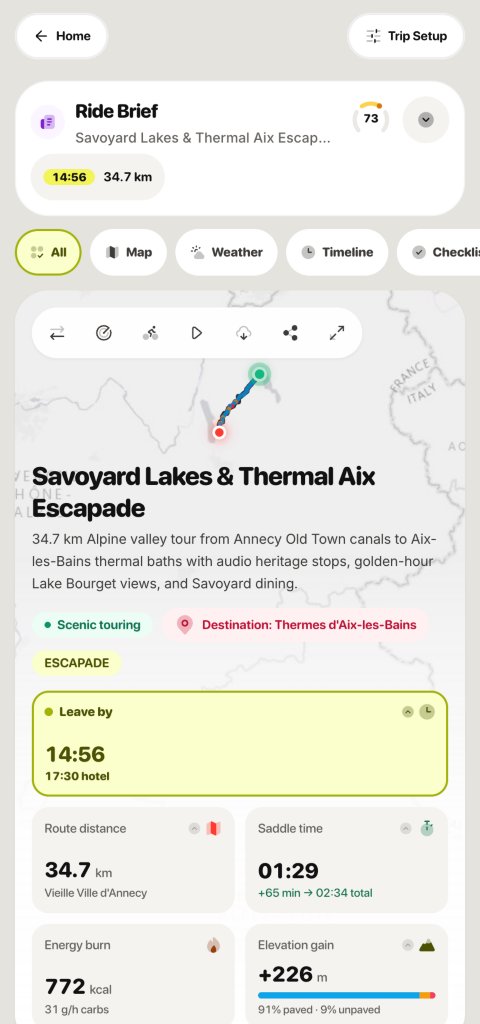 Home
Trip Setup
Ride Brief
Savoyard Lakes & Thermal Aix Escap...
73
14:56 34.7 km
All
Map
Weather
Timeline
Checklis
FRANCE
ITALY
Savoyard Lakes & Thermal Aix
Escapade
34.7 km Alpine valley tour from Annecy Old Town canals to Aix-
les-Bains thermal baths with audio heritage stops, golden-hour
Lake Bourget views, and Savoyard dining.
Scenic touring
Destination: Thermes d'Aix-les-Bains
ESCAPADE
Leave by
14:56
17:30 hotel
Route distance
34.7 km
Vieille Ville d'Annecy
Saddle time
01:29
+65 min → 02:34 total
Energy burn
772 kcal
31 g/h carbs
Elevation gain
+226 m
91% paved · 9% unpaved